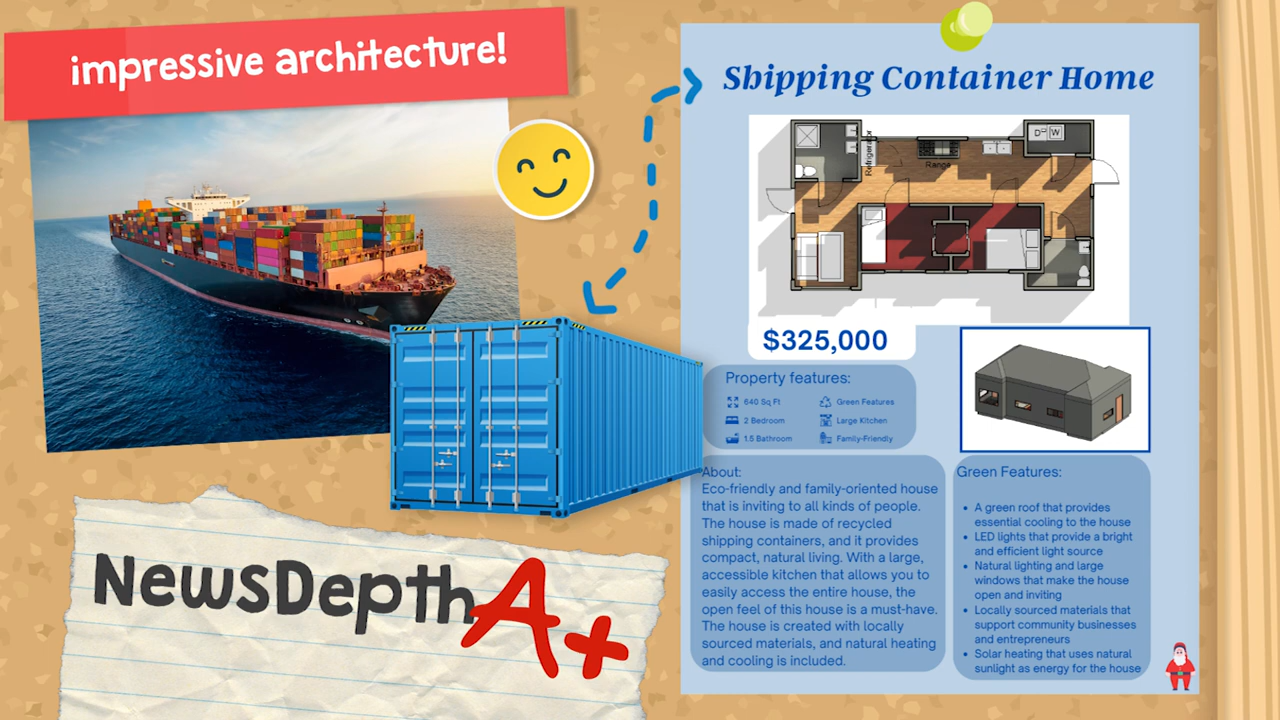 impressive architecture!
NewsDepth A+
Shipping Container Home
Refrigerator
Range
D W
$325,000
Property features:
640 Sq Ft
Green Features
2 Bedroom
Large Kitchen
1.5 Bathroom
Family-Friendly
About:
Eco-friendly and family-oriented house
that is inviting to all kinds of people.
The house is made of recycled
shipping containers, and it provides
compact, natural living. With a large,
accessible kitchen that allows you to
easily access the entire house, the
open feel of this house is a must-have.
The house is created with locally
sourced materials, and natural heating
and cooling is included.
Green Features:
• A green roof that provides
essential cooling to the house
• LED lights that provide a bright
and efficient light source
• Natural lighting and large
windows that make the house
open and inviting
• Locally sourced materials that
support community businesses
and entrepreneurs
• Solar heating that uses natural
sunlight as energy for the house